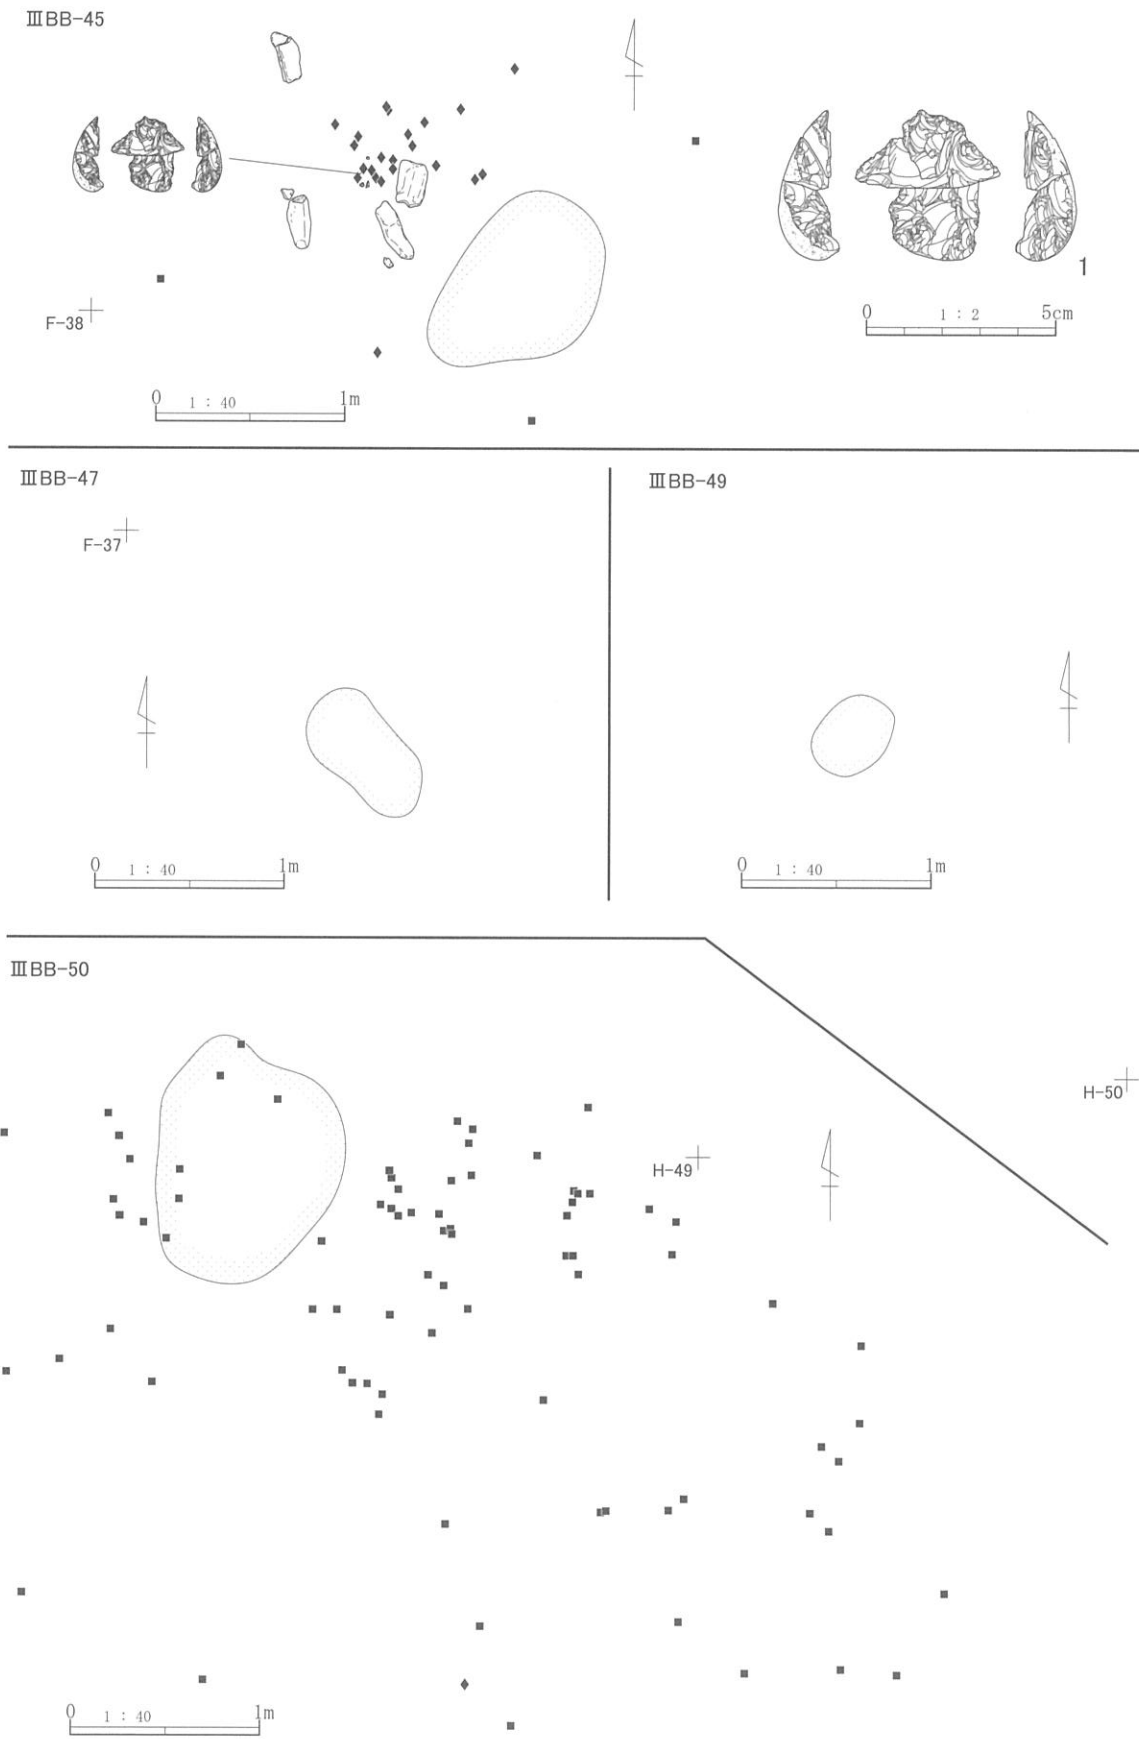 ⅢBB-45
F-38
0 1 : 40 1m
1
0 1 : 2 5cm
ⅢBB-47
F-37
0 1 : 40 1m
ⅢBB-49
0 1 : 40 1m
ⅢBB-50
H-50
H-49
0 1 : 40 1m